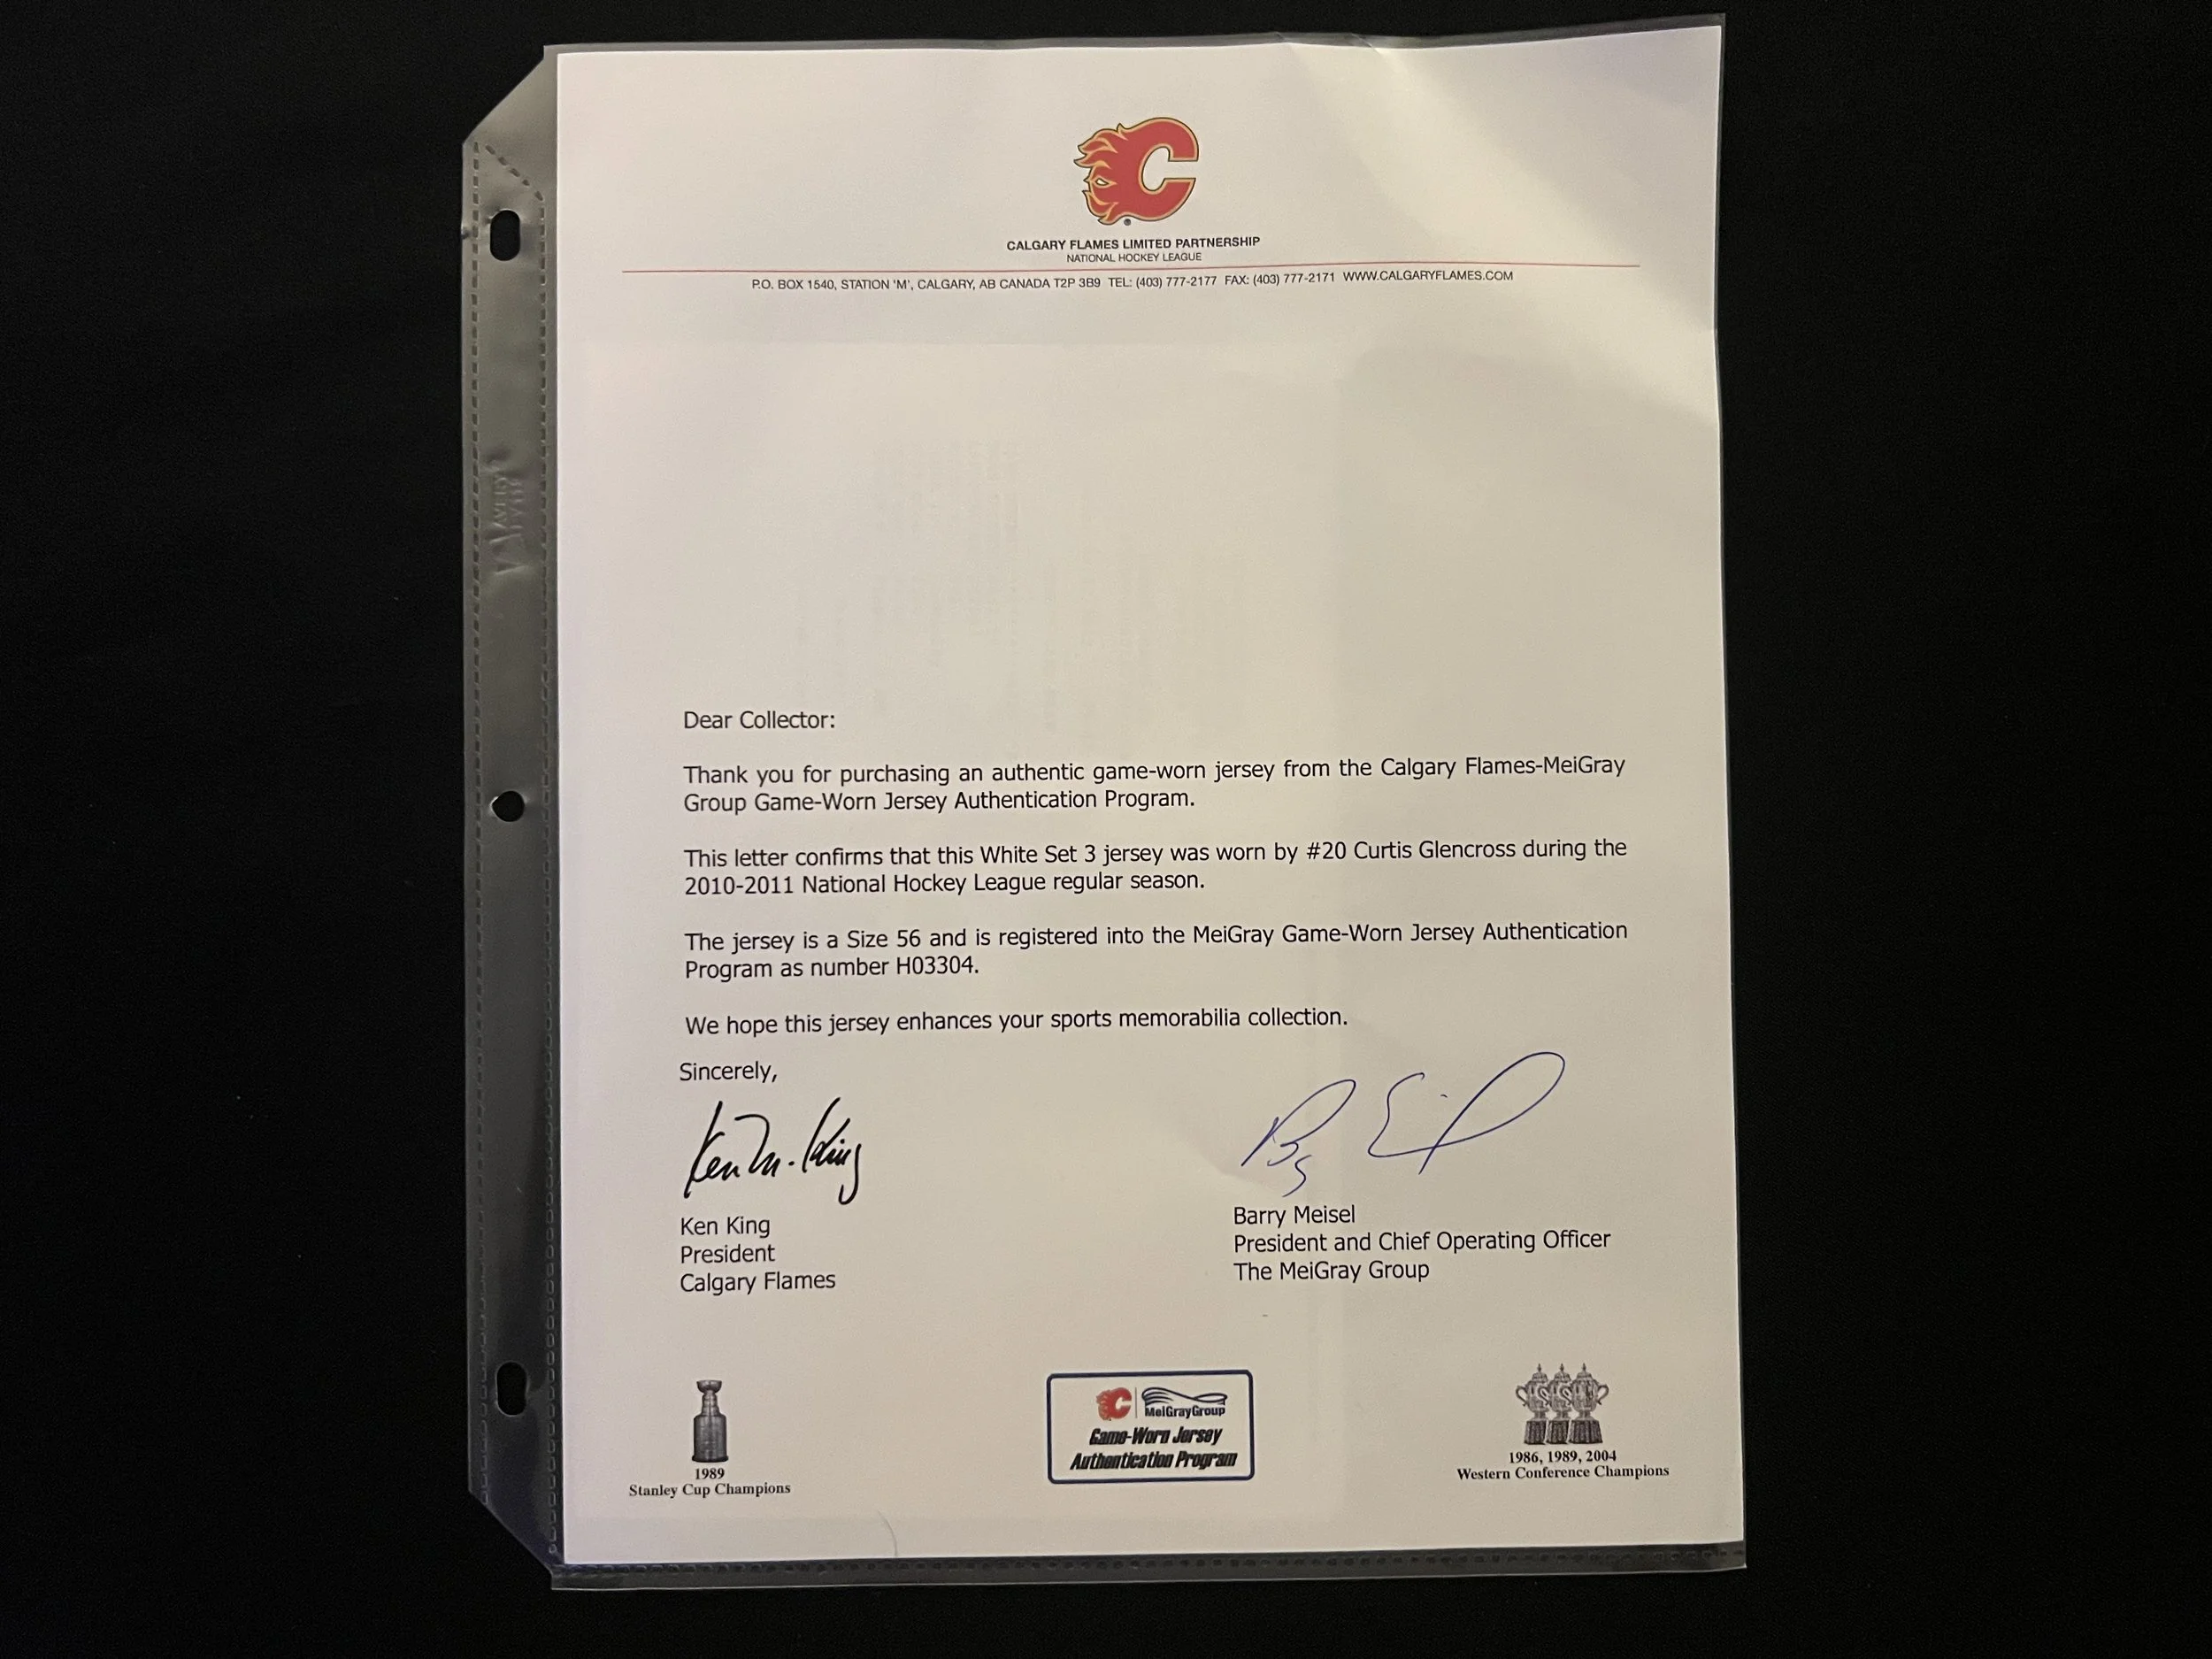 CALGARY FLAMES LIMITED PARTNERSHIP
NATIONAL HOCKEY LEAGUE
P.O. BOX 1540, STATION 'M', CALGARY, AB CANADA T2P 3B9 TEL: (403) 777-2177 FAX: (403) 777-2171 WWW.CALGARYFLAMES.COM
AVERY
Dear Collector:
Thank you for purchasing an authentic game-worn jersey from the Calgary Flames-MeiGray
Group Game-Worn Jersey Authentication Program.
This letter confirms that this White Set 3 jersey was worn by #20 Curtis Glencross during the
2010-2011 National Hockey League regular season.
The jersey is a Size 56 and is registered into the MeiGray Game-Worn Jersey Authentication
Program as number H03304.
We hope this jersey enhances your sports memorabilia collection.
Sincerely,
Ken M. King
Ken King
President
Calgary Flames
Barry Meisel
President and Chief Operating Officer
The MeiGray Group
1989
Stanley Cup Champions
MeiGrayGroup
Game-Worn Jersey
Authentication Program
1986, 1989, 2004
Western Conference Champions